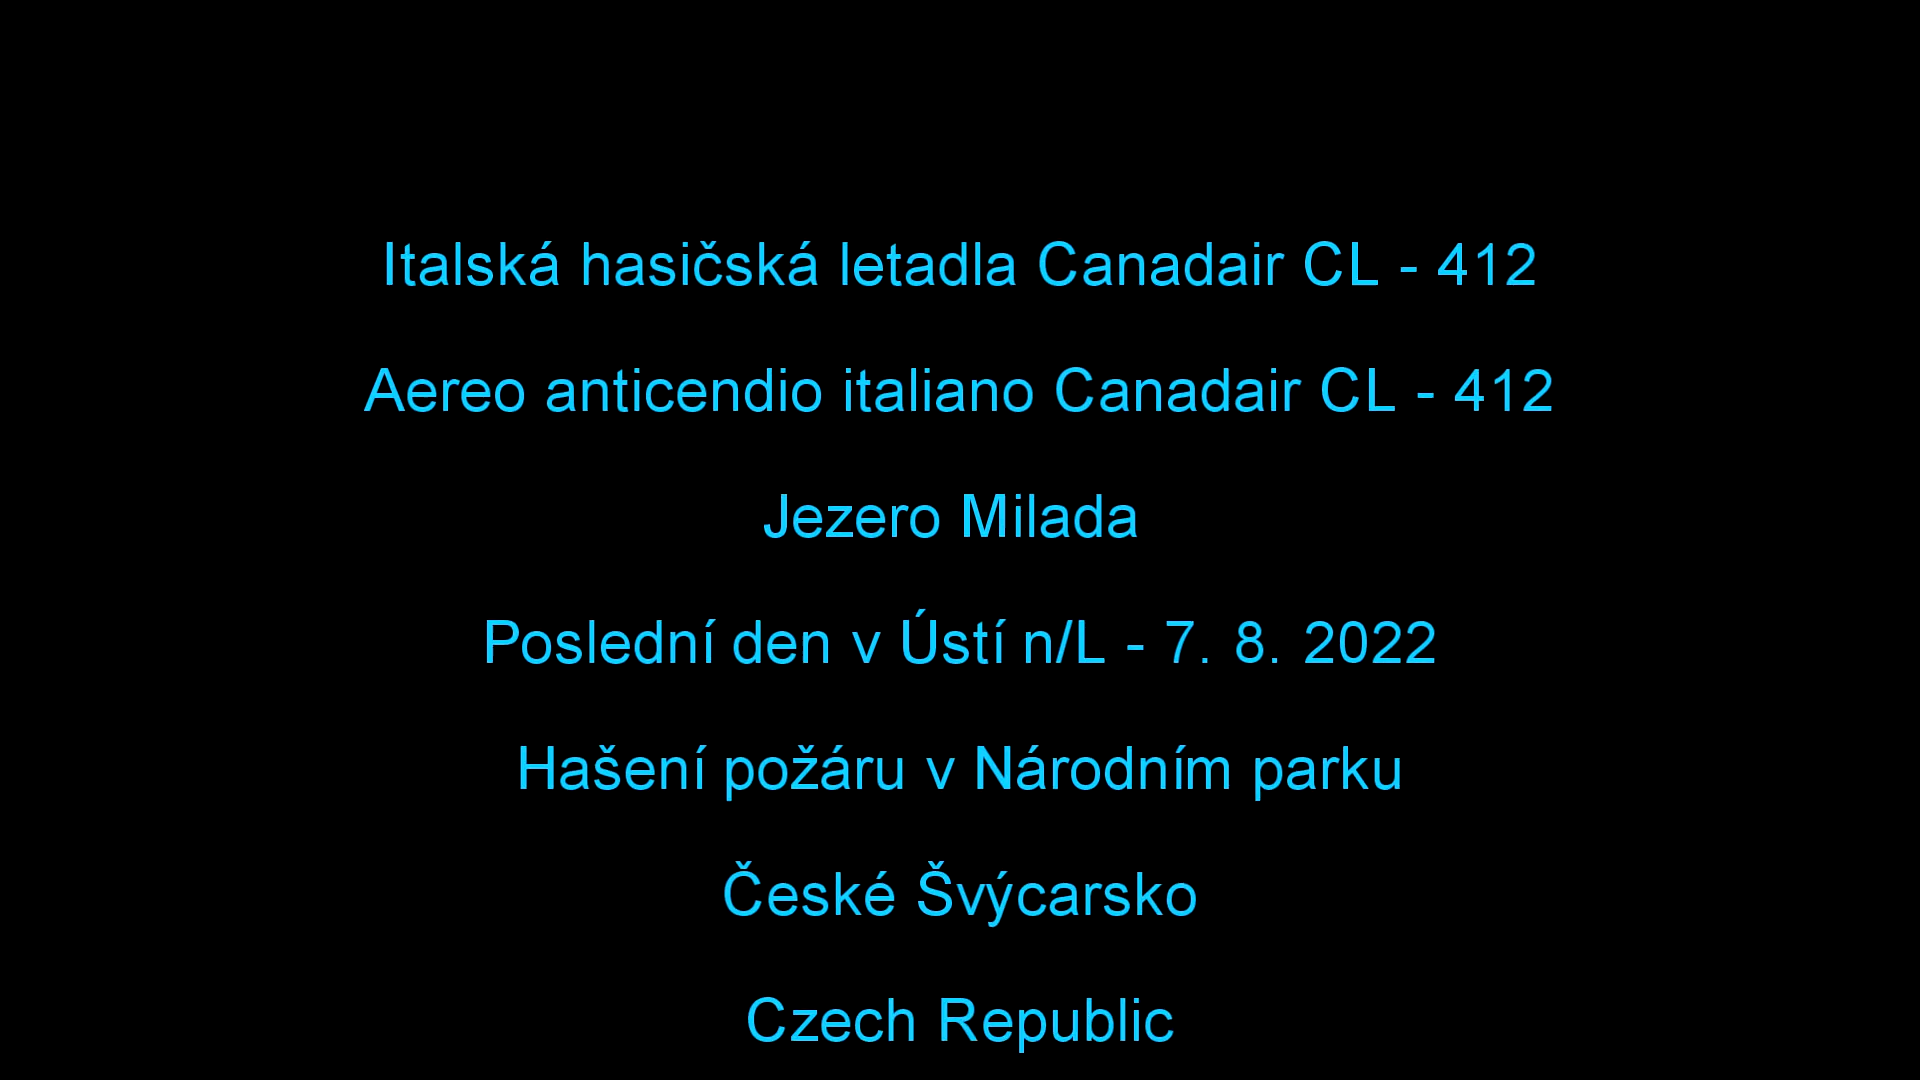 Italská hasičská letadla Canadair CL - 412
Aereo anticendio italiano Canadair CL - 412
Jezero Milada
Poslední den v Ústí n/L - 7. 8. 2022
Hašení požáru v Národním parku
České Švýcarsko
Czech Republic